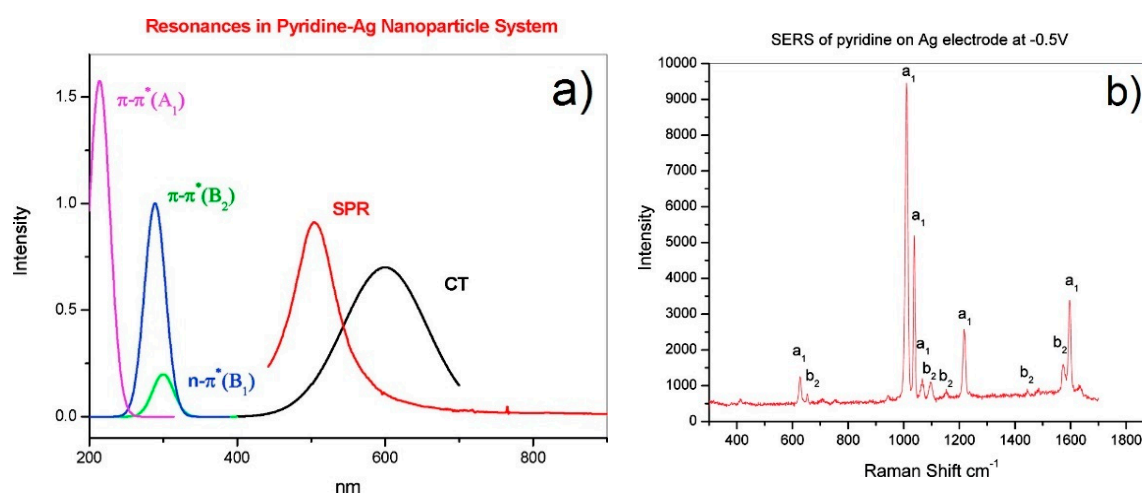 Resonances in Pyridine-Ag Nanoparticle System
a)
π-π*(A₁)
π-π*(B₂)
n-π*(B₁)
SPR
CT
Intensity
1.5
1.0
0.5
0.0
200 400 600 800
nm
SERS of pyridine on Ag electrode at -0.5V
b)
Intensity
10000
9000
8000
7000
6000
5000
4000
3000
2000
1000
0
a₁
a₁
a₁
b₂
a₁
b₂
b₂
a₁
b₂
b₂
a₁
400 600 800 1000 1200 1400 1600 1800
Raman Shift cm⁻¹